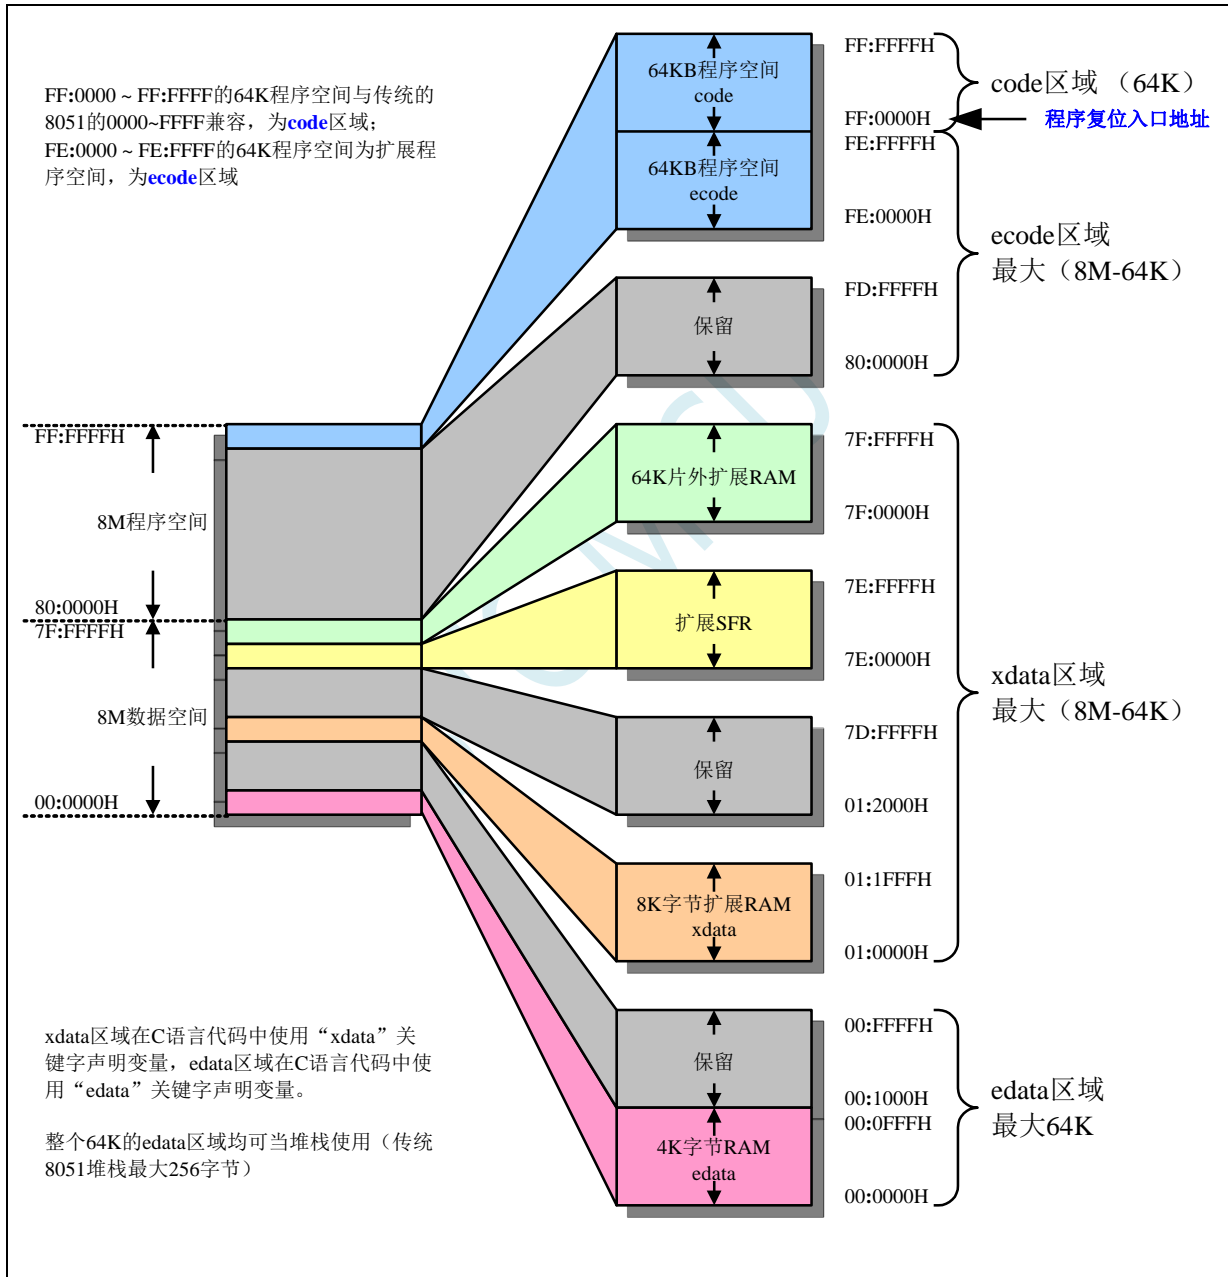 FF:0000 ~ FF:FFFF的64K程序空间与传统的
8051的0000~FFFF兼容，为code区域；
FE:0000 ~ FE:FFFF的64K程序空间为扩展程
序空间，为ecode区域
64KB程序空间
code
64KB程序空间
ecode
FF:FFFFH
FF:0000H
FE:FFFFH
FE:0000H
code区域 （64K）
程序复位入口地址
ecode区域
最大（8M-64K）
保留
FD:FFFFH
80:0000H
FF:FFFFH
8M程序空间
80:0000H
7F:FFFFH
8M数据空间
00:0000H
64K片外扩展RAM
7F:FFFFH
7F:0000H
扩展SFR
7E:FFFFH
7E:0000H
xdata区域
最大（8M-64K）
保留
7D:FFFFH
01:2000H
8K字节扩展RAM
xdata
01:1FFFH
01:0000H
保留
00:FFFFH
00:1000H
00:0FFFH
4K字节RAM
edata
00:0000H
edata区域
最大64K
xdata区域在C语言代码中使用“xdata”关
键字声明变量，edata区域在C语言代码中使
用“edata”关键字声明变量。
整个64K的edata区域均可当堆栈使用（传统
8051堆栈最大256字节）